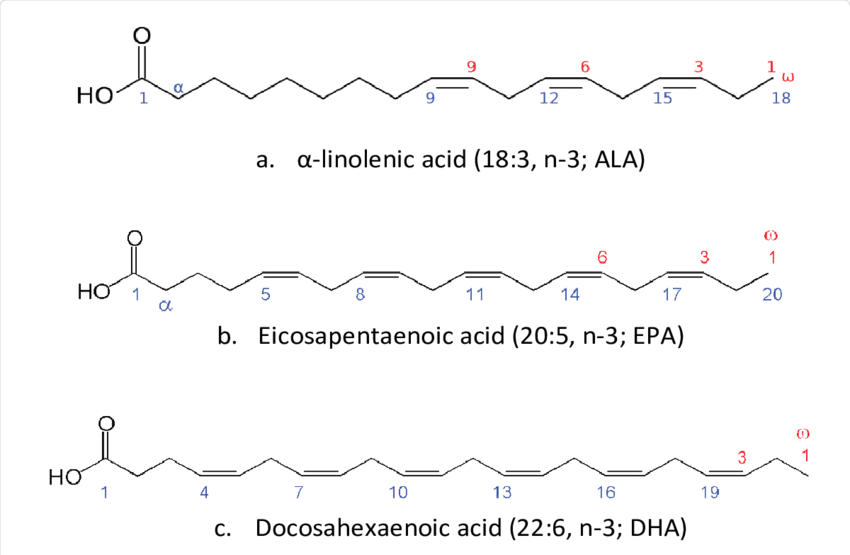 O
9 6 3 1 ω
HO 1 α 9 12 15 18
a. α-linolenic acid (18:3, n-3; ALA)
ω
O 6 3 1
HO 1 α 5 8 11 14 17 20
b. Eicosapentaenoic acid (20:5, n-3; EPA)
O ω
3 1
HO 1 4 7 10 13 16 19
c. Docosahexaenoic acid (22:6, n-3; DHA)